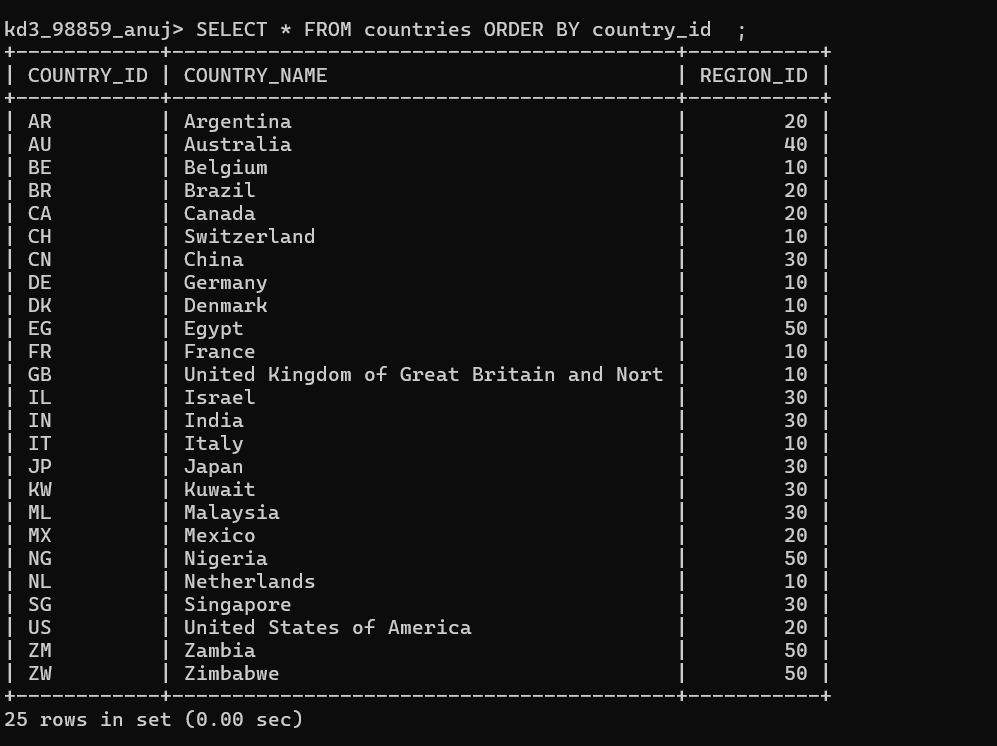 kd3_98859_anuj> SELECT * FROM countries ORDER BY country_id  ;
+------------+------------------------------------------+-----------+
| COUNTRY_ID | COUNTRY_NAME                             | REGION_ID |
+------------+------------------------------------------+-----------+
| AR         | Argentina                                |        20 |
| AU         | Australia                                |        40 |
| BE         | Belgium                                  |        10 |
| BR         | Brazil                                   |        20 |
| CA         | Canada                                   |        20 |
| CH         | Switzerland                              |        10 |
| CN         | China                                    |        30 |
| DE         | Germany                                  |        10 |
| DK         | Denmark                                  |        10 |
| EG         | Egypt                                    |        50 |
| FR         | France                                   |        10 |
| GB         | United Kingdom of Great Britain and Nort |        10 |
| IL         | Israel                                   |        30 |
| IN         | India                                    |        30 |
| IT         | Italy                                    |        10 |
| JP         | Japan                                    |        30 |
| KW         | Kuwait                                   |        30 |
| ML         | Malaysia                                 |        30 |
| MX         | Mexico                                   |        20 |
| NG         | Nigeria                                  |        50 |
| NL         | Netherlands                              |        10 |
| SG         | Singapore                                |        30 |
| US         | United States of America                 |        20 |
| ZM         | Zambia                                   |        50 |
| ZW         | Zimbabwe                                 |        50 |
+------------+------------------------------------------+-----------+
25 rows in set (0.00 sec)